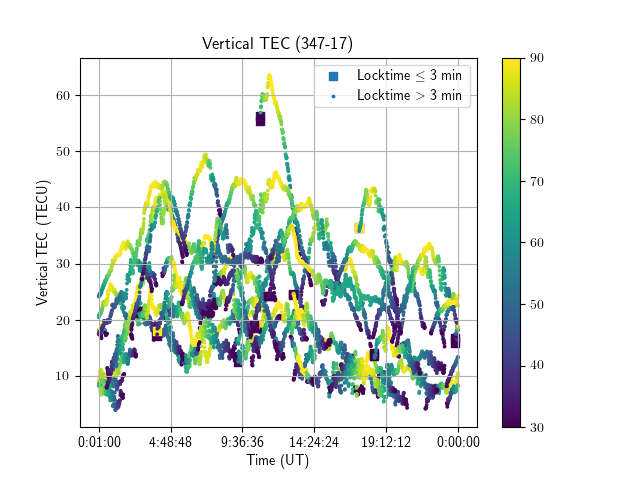 Vertical TEC (347-17)
Locktime ≤ 3 min
Locktime > 3 min
Vertical TEC (TECU)
60
50
40
30
20
10
0:01:00 4:48:48 9:36:36 14:24:24 19:12:12 0:00:00
Time (UT)
90
80
70
60
50
40
30